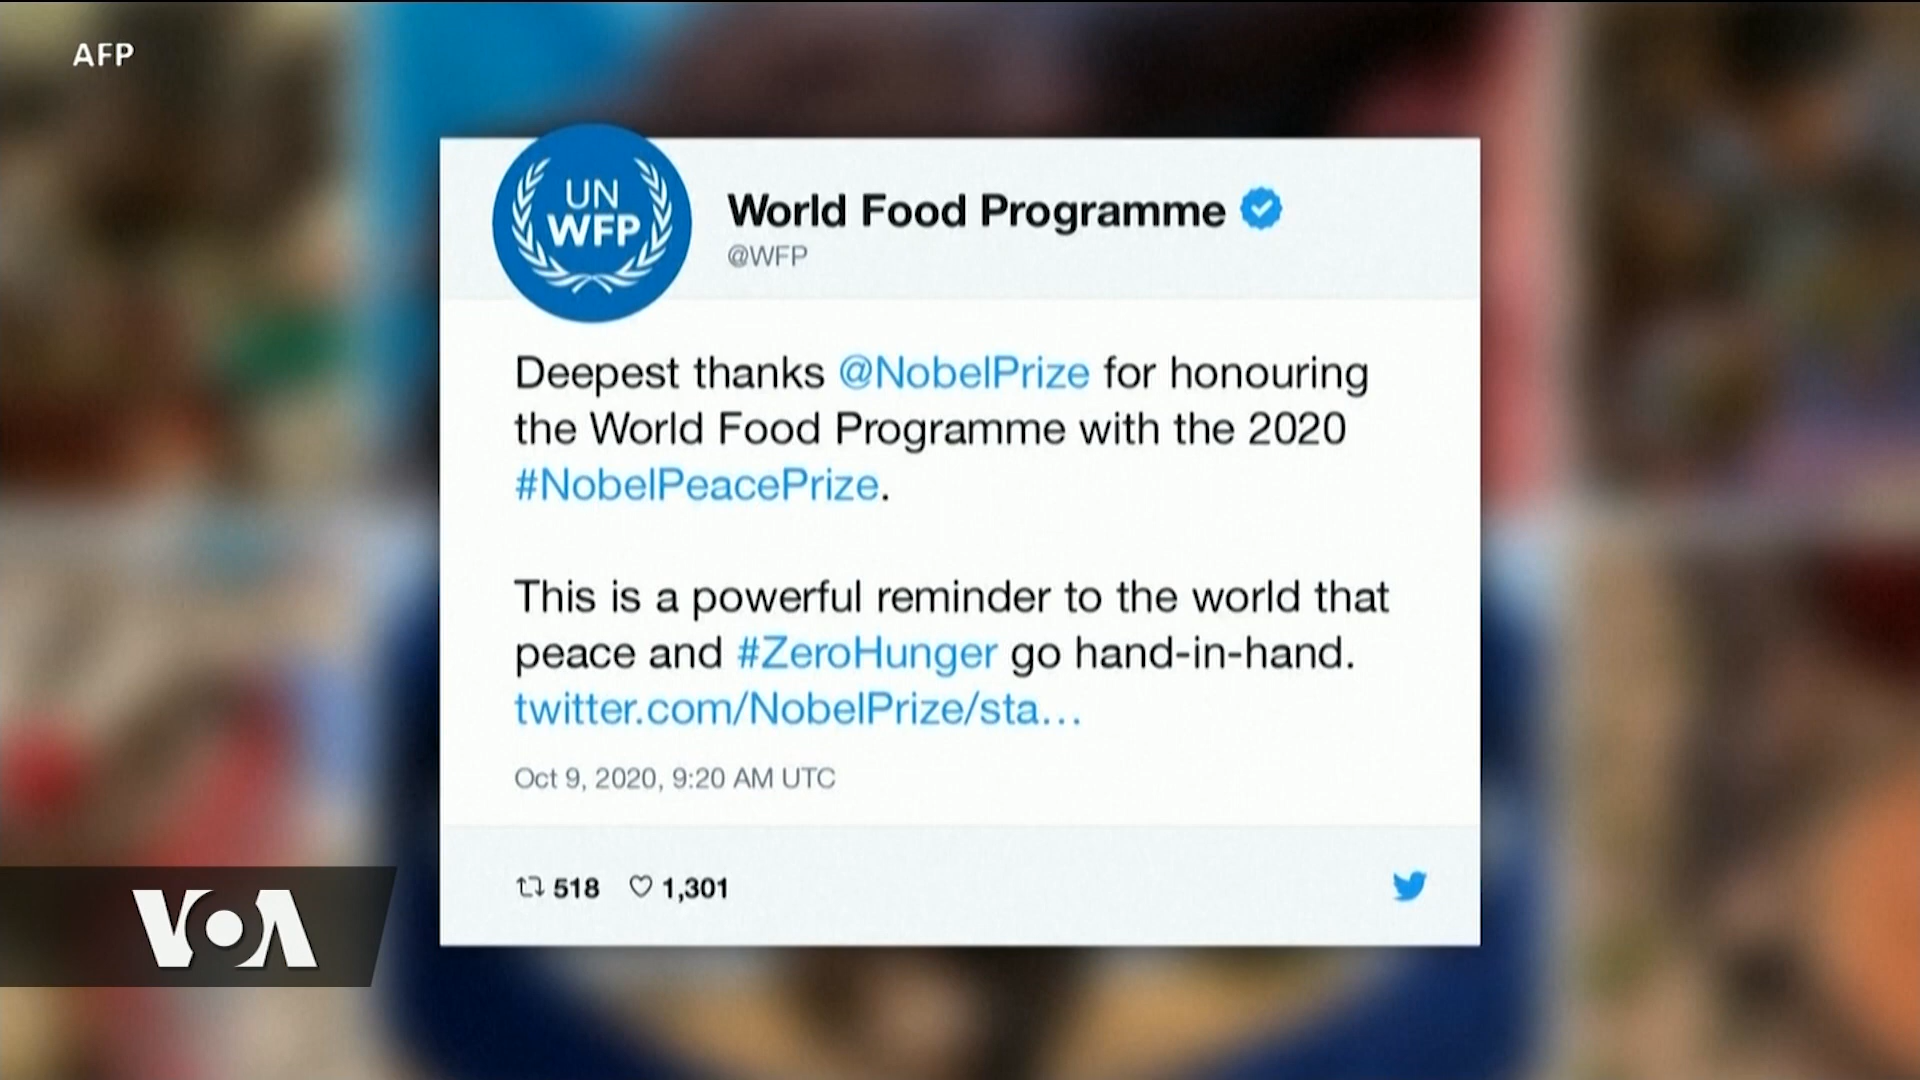 AFP
UN
WFP
World Food Programme
@WFP
Deepest thanks @NobelPrize for honouring
the World Food Programme with the 2020
#NobelPeacePrize.
This is a powerful reminder to the world that
peace and #ZeroHunger go hand-in-hand.
twitter.com/NobelPrize/sta...
Oct 9, 2020, 9:20 AM UTC
518 1,301
VOA